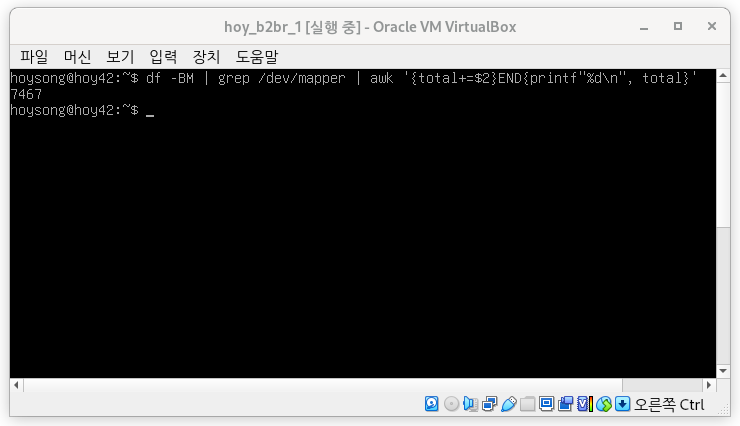 hoy_b2br_1 [실행 중] - Oracle VM VirtualBox
파일 머신 보기 입력 장치 도움말
hoysong@hoy42:~$ df -BM | grep /dev/mapper | awk '{total+=$2}END{printf"%d\n", total}'
7467
hoysong@hoy42:~$ _
오른쪽 Ctrl